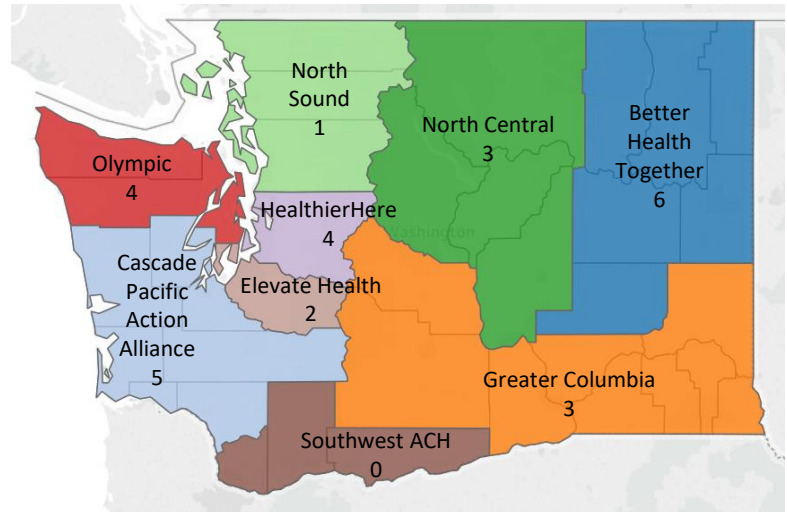 North
Sound
1
North Central
3
Better
Health
Together
6
Olympic
4
HealthierHere
4
Washington
Cascade
Pacific
Action
Alliance
5
Elevate Health
2
Greater Columbia
3
Southwest ACH
0